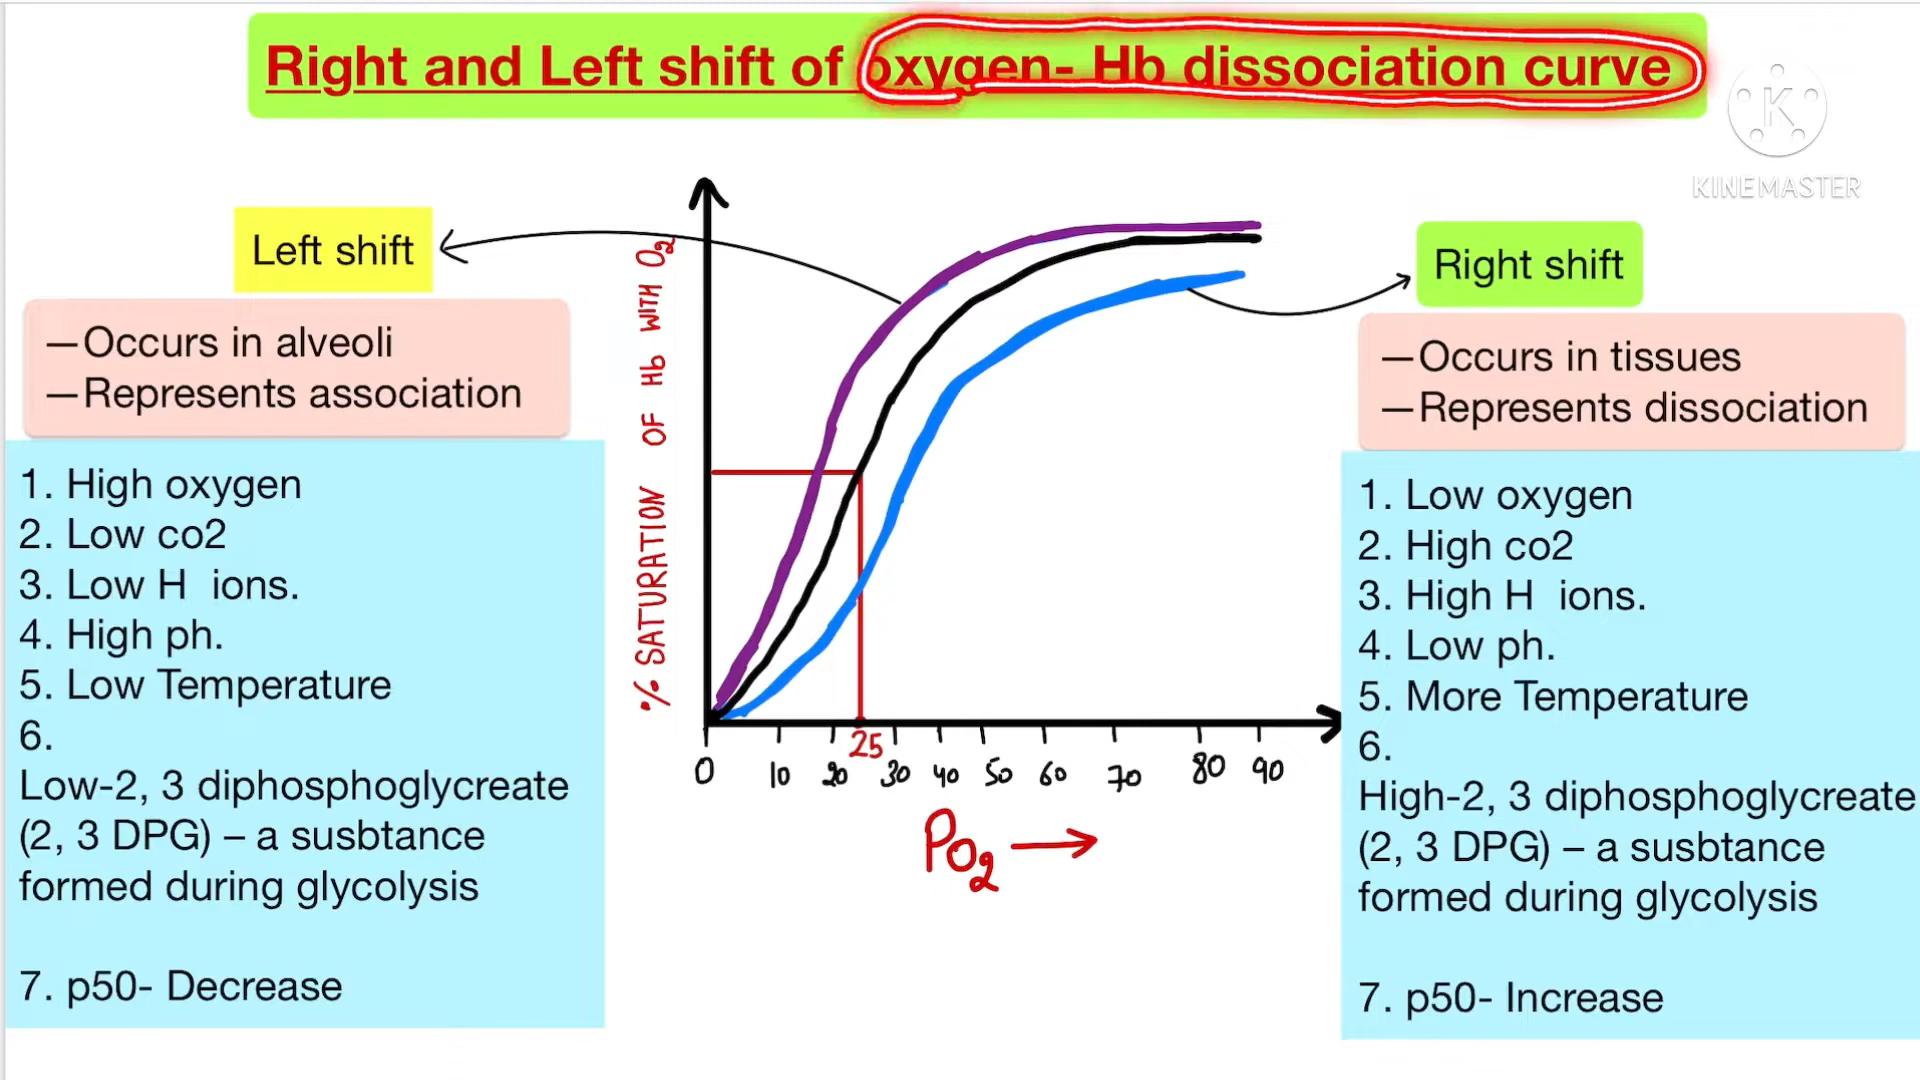 Right and Left shift of oxygen- Hb dissociation curve
KINEMASTER
Left shift
—Occurs in alveoli
—Represents association
1. High oxygen
2. Low co2
3. Low H  ions.
4. High ph.
5. Low Temperature
6.
Low-2, 3 diphosphoglycreate
(2, 3 DPG) – a susbtance
formed during glycolysis
7. p50- Decrease
% SATURATION OF Hb WITH O2
25
0 10 20 30 40 50 60 70 80 90
PO2 →
Right shift
—Occurs in tissues
—Represents dissociation
1. Low oxygen
2. High co2
3. High H  ions.
4. Low ph.
5. More Temperature
6.
High-2, 3 diphosphoglycreate
(2, 3 DPG) – a susbtance
formed during glycolysis
7. p50- Increase